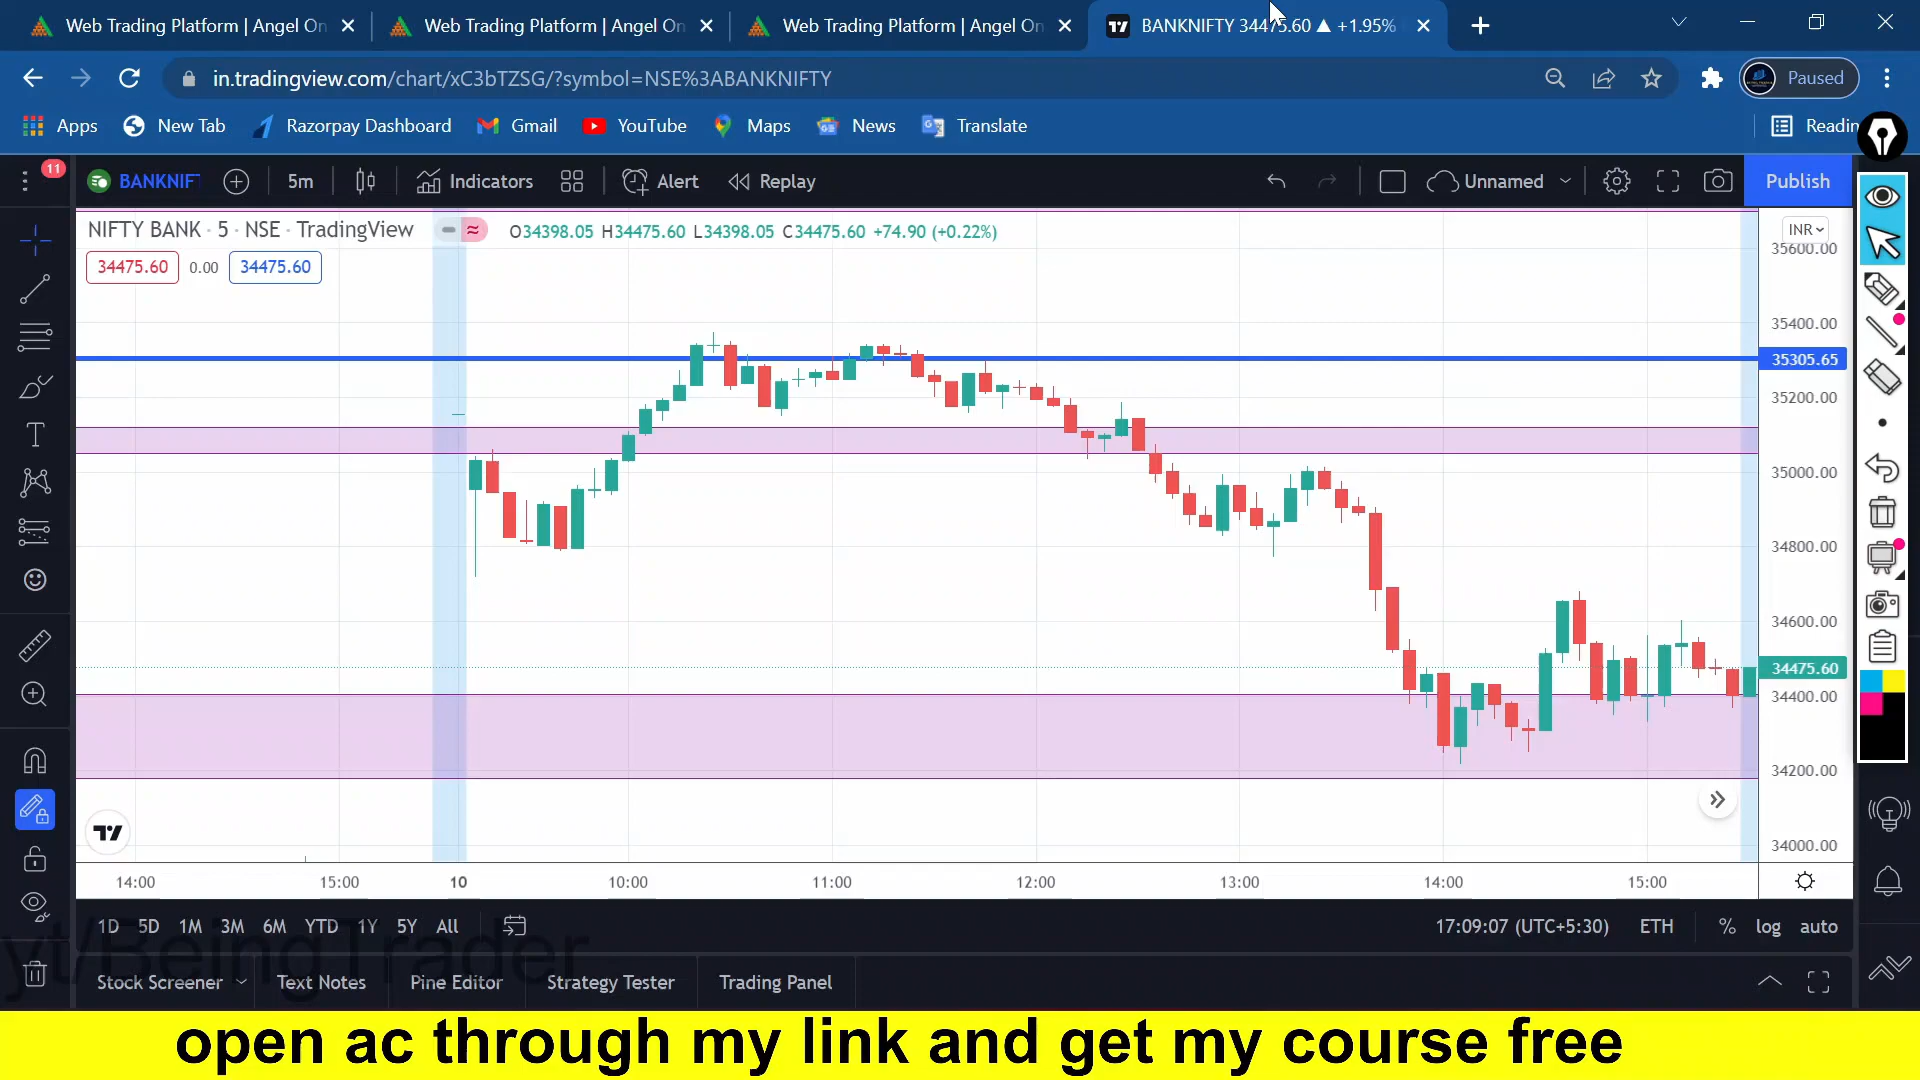 Web Trading Platform | Angel On
Web Trading Platform | Angel On
Web Trading Platform | Angel On
BANKNIFTY 34475.60 ▲ +1.95%
in.tradingview.com/chart/xC3bTZSG/?symbol=NSE%3ABANKNIFTY
Paused
Apps
New Tab
Razorpay Dashboard
Gmail
YouTube
Maps
News
Translate
Readin
11
BANKNIFT
5m
Indicators
Alert
Replay
Unnamed
Publish
NIFTY BANK · 5 · NSE · TradingView
O34398.05 H34475.60 L34398.05 C34475.60 +74.90 (+0.22%)
INR
34475.60
0.00
34475.60
35600.00
35400.00
35305.65
35200.00
35000.00
34800.00
34600.00
34475.60
34400.00
34200.00
34000.00
14:00
15:00
10
10:00
11:00
12:00
13:00
14:00
15:00
1D
5D
1M
3M
6M
YTD
1Y
5Y
All
17:09:07 (UTC+5:30)
ETH
%
log
auto
yt/BeingTrader
Stock Screener
Text Notes
Pine Editor
Strategy Tester
Trading Panel
open ac through my link and get my course free